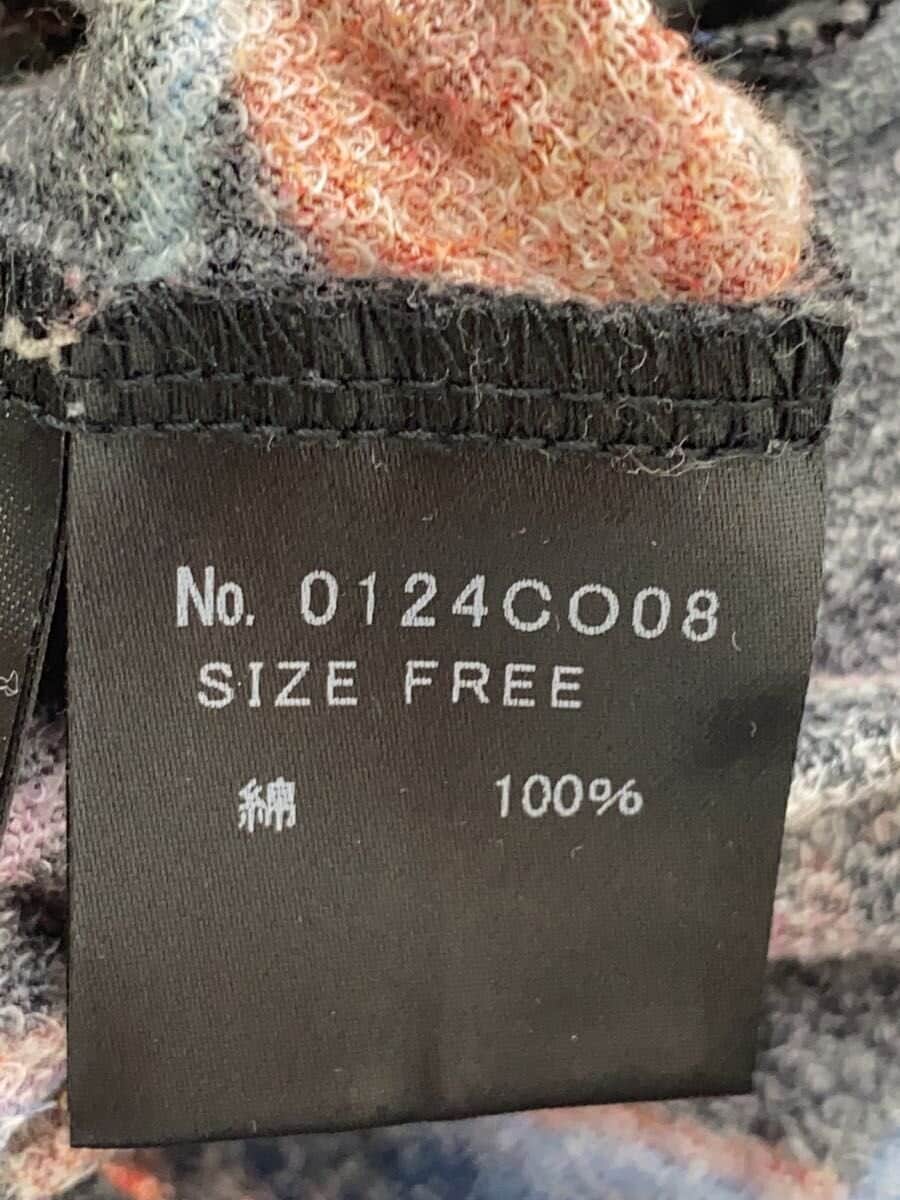 No. 0124CO08
SIZE FREE
綿 100%